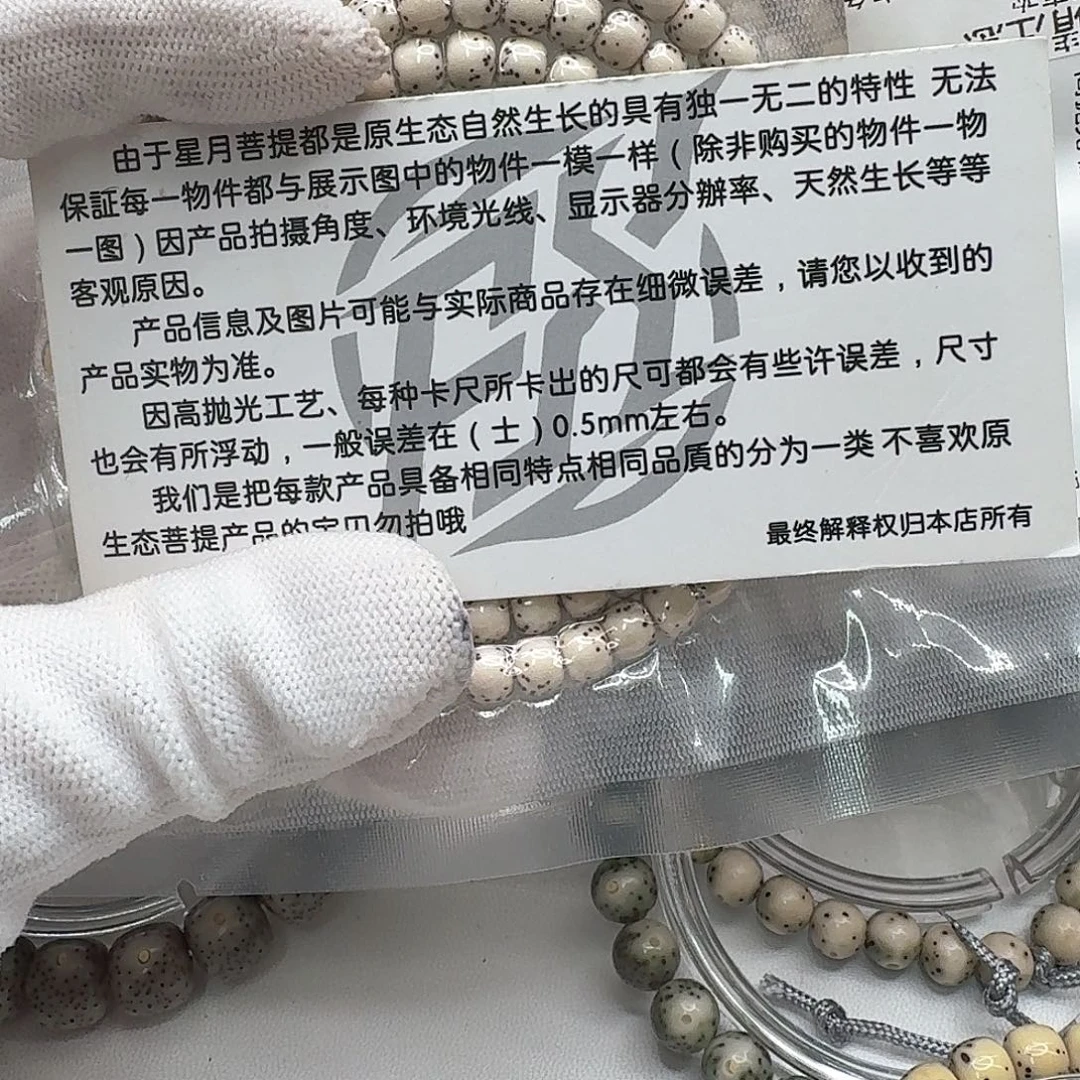 由于星月菩提都是原生态自然生长的具有独一无二的特性 无法
保証每一物件都与展示图中的物件一模一样（除非购买的物件一物
一图）因产品拍摄角度、环境光线、显示器分辨率、天然生长等等
客观原因。
产品信息及图片可能与实际商品存在细微误差，请您以收到的
产品实物为准。
因高抛光工艺、每种卡尺所卡出的尺可都会有些许误差，尺寸
也会有所浮动，一般误差在（士）0.5mm左右。
我们是把每款产品具备相同特点相同品質的分为一类 不喜欢原
生态菩提产品的宝贝勿拍哦
最终解释权归本店所有